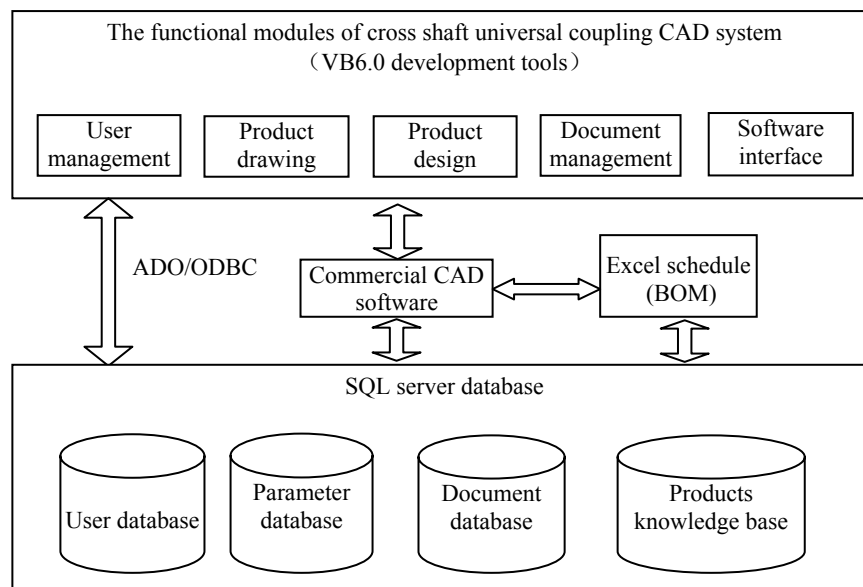 The functional modules of cross shaft universal coupling CAD system
（VB6.0 development tools）
User
management
Product
drawing
Product
design
Document
management
Software
interface
ADO/ODBC
Commercial CAD
software
Excel schedule
(BOM)
SQL server database
User database
Parameter
database
Document
database
Products
knowledge base